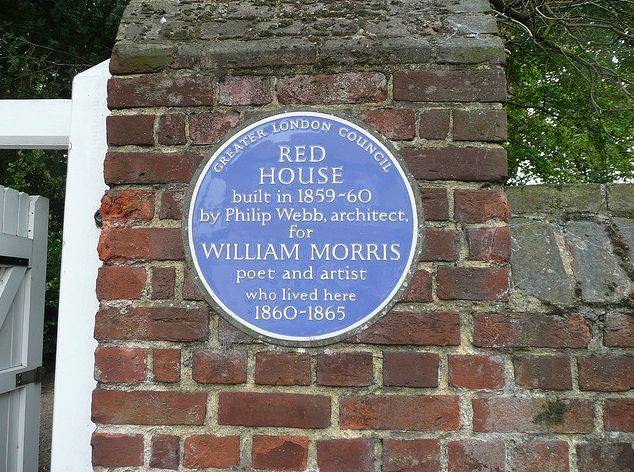 GREATER LONDON COUNCIL
RED
HOUSE
built in 1859-60
by Philip Webb, architect,
for
WILLIAM MORRIS
poet and artist
who lived here
1860-1865